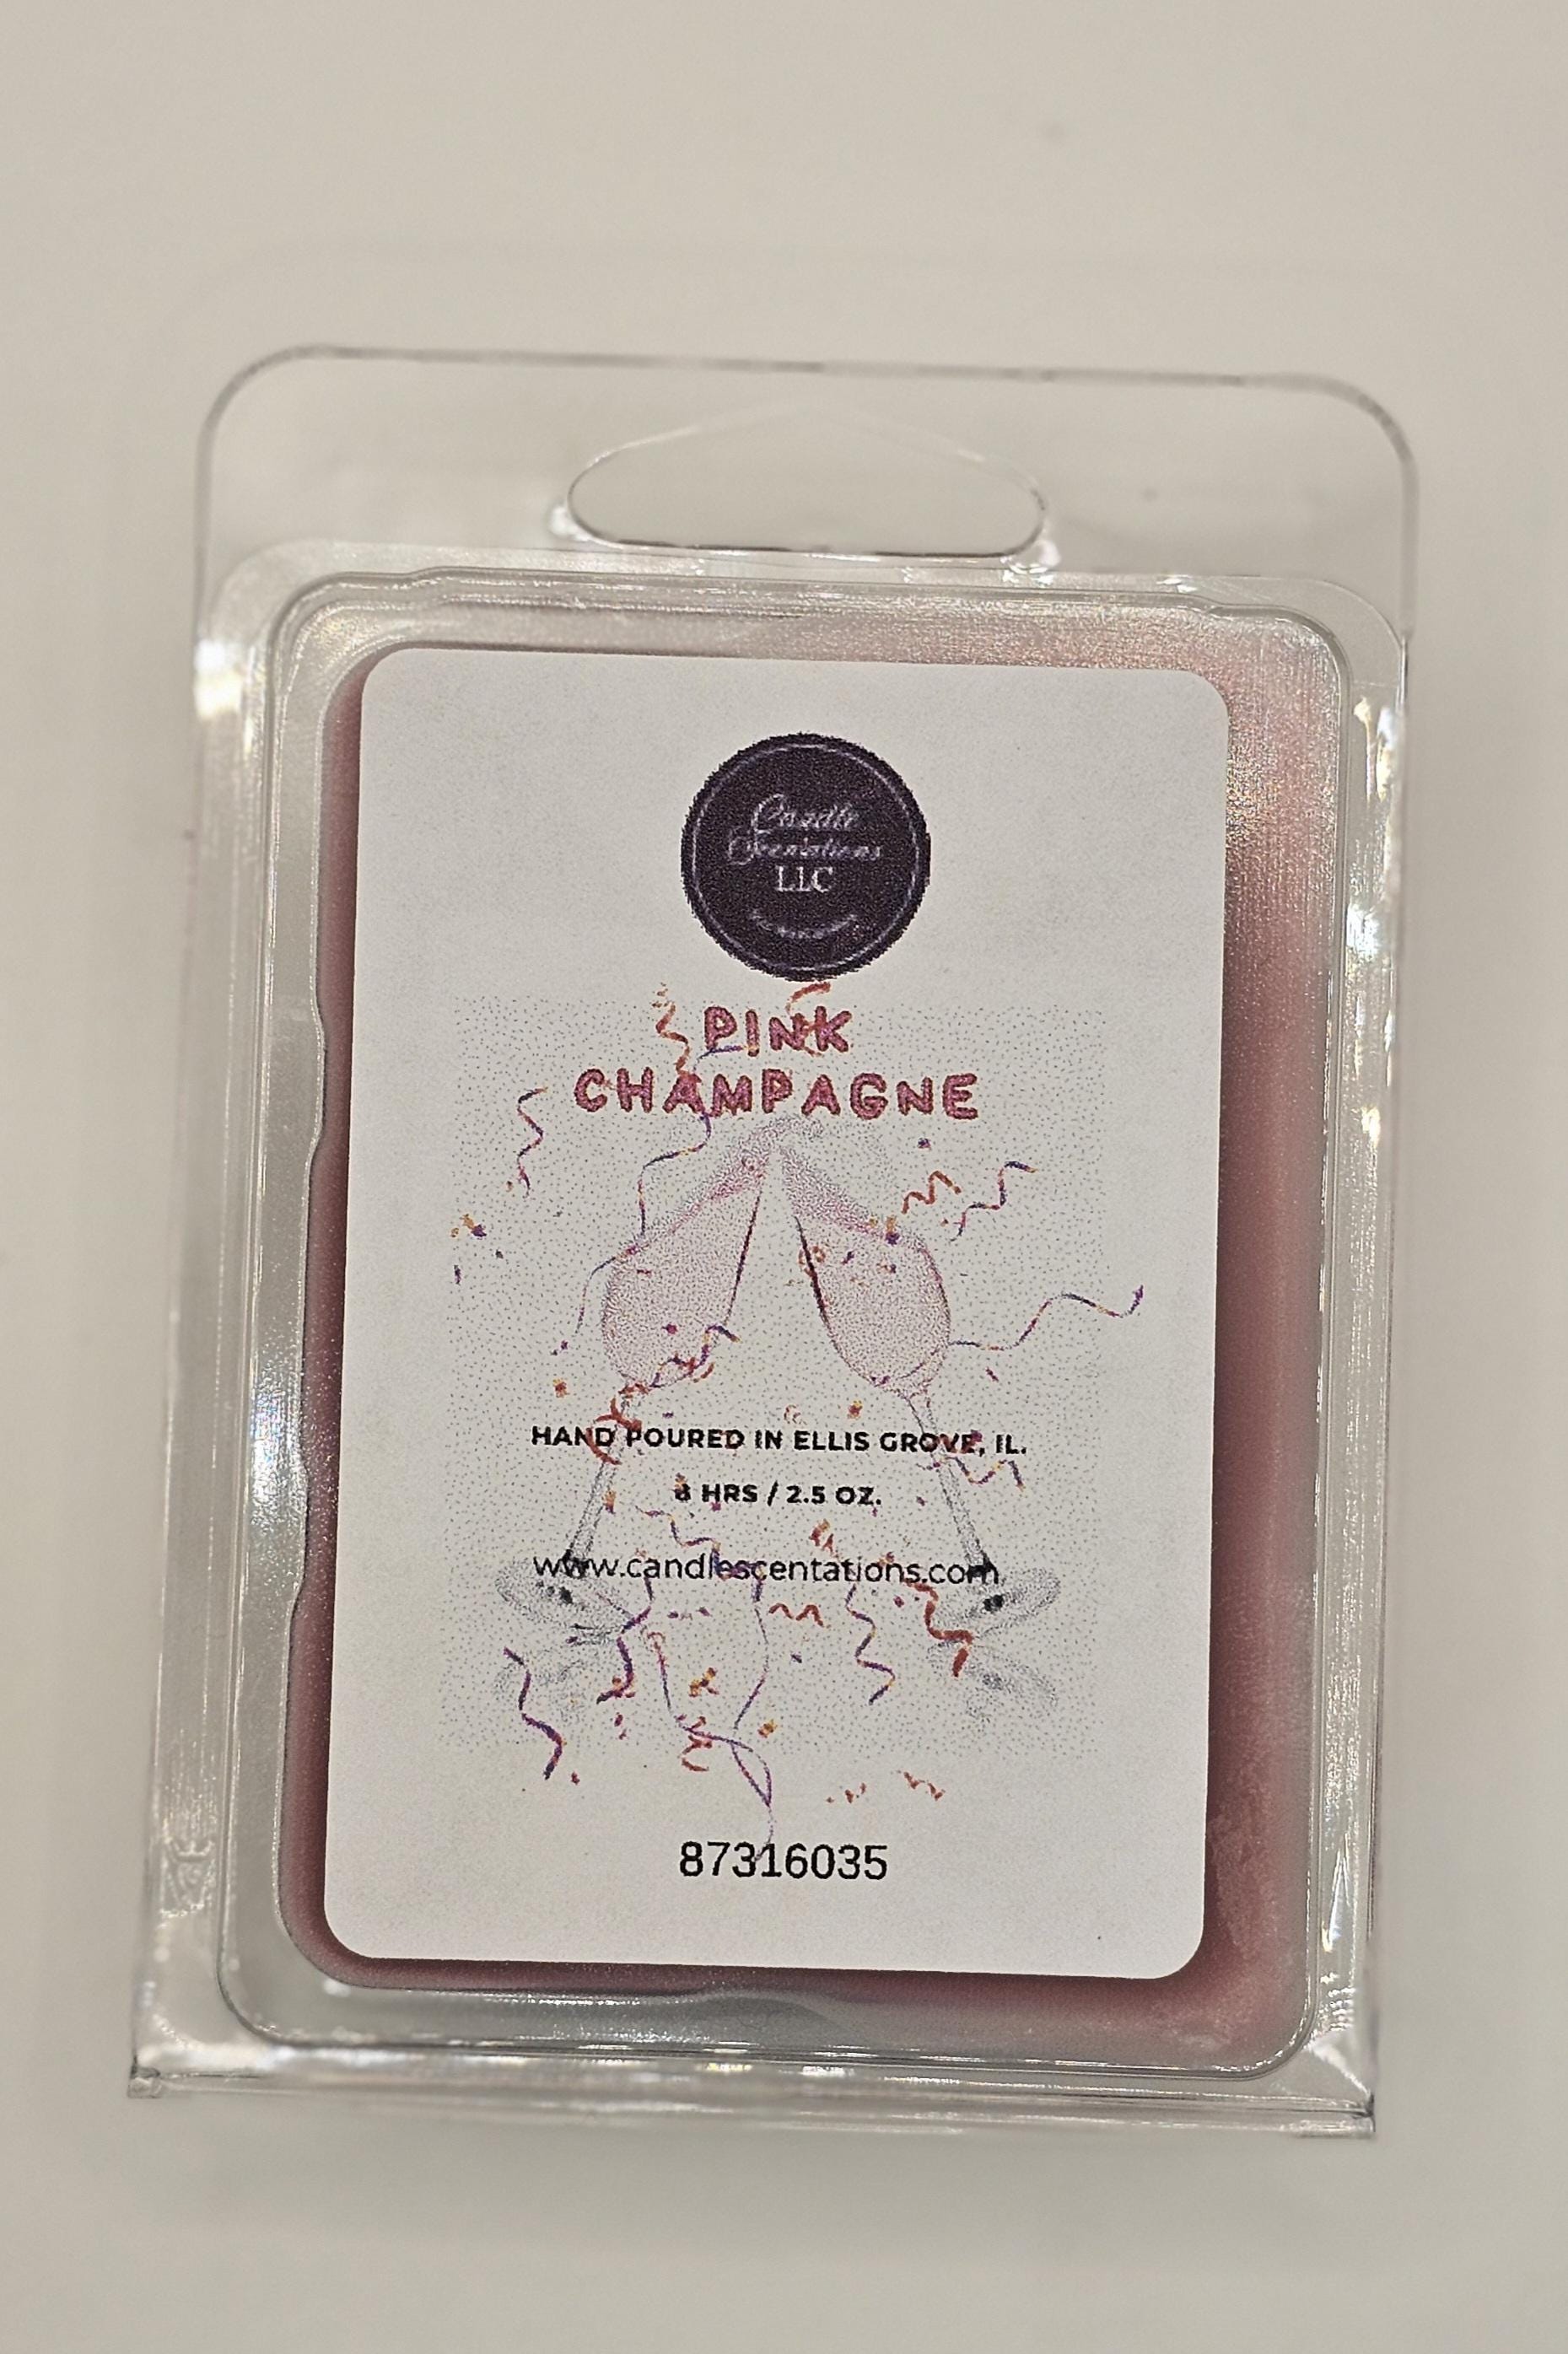 Candle
Scentations
LLC
PINK
CHAMPAGNE
HAND POURED IN ELLIS GROVE, IL.
8 HRS / 2.5 OZ.
www.candlescentations.com
87316035